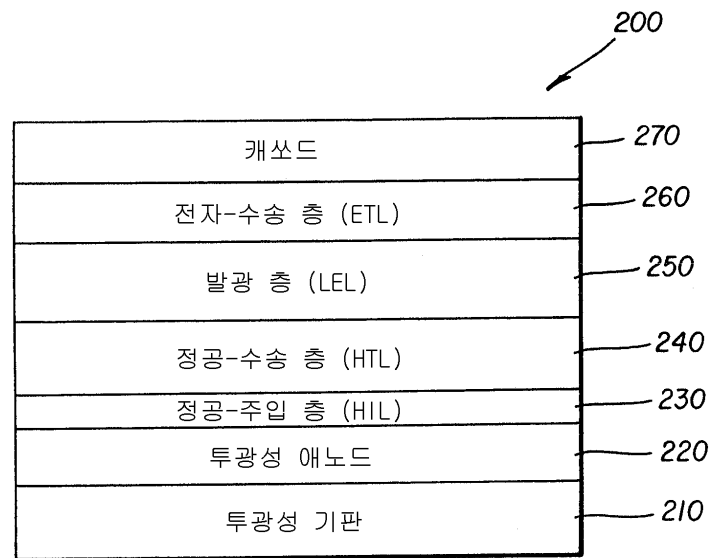 200
캐쏘드 270
전자-수송 층 (ETL) 260
발광 층 (LEL) 250
정공-수송 층 (HTL) 240
정공-주입 층 (HIL) 230
투광성 애노드 220
투광성 기판 210